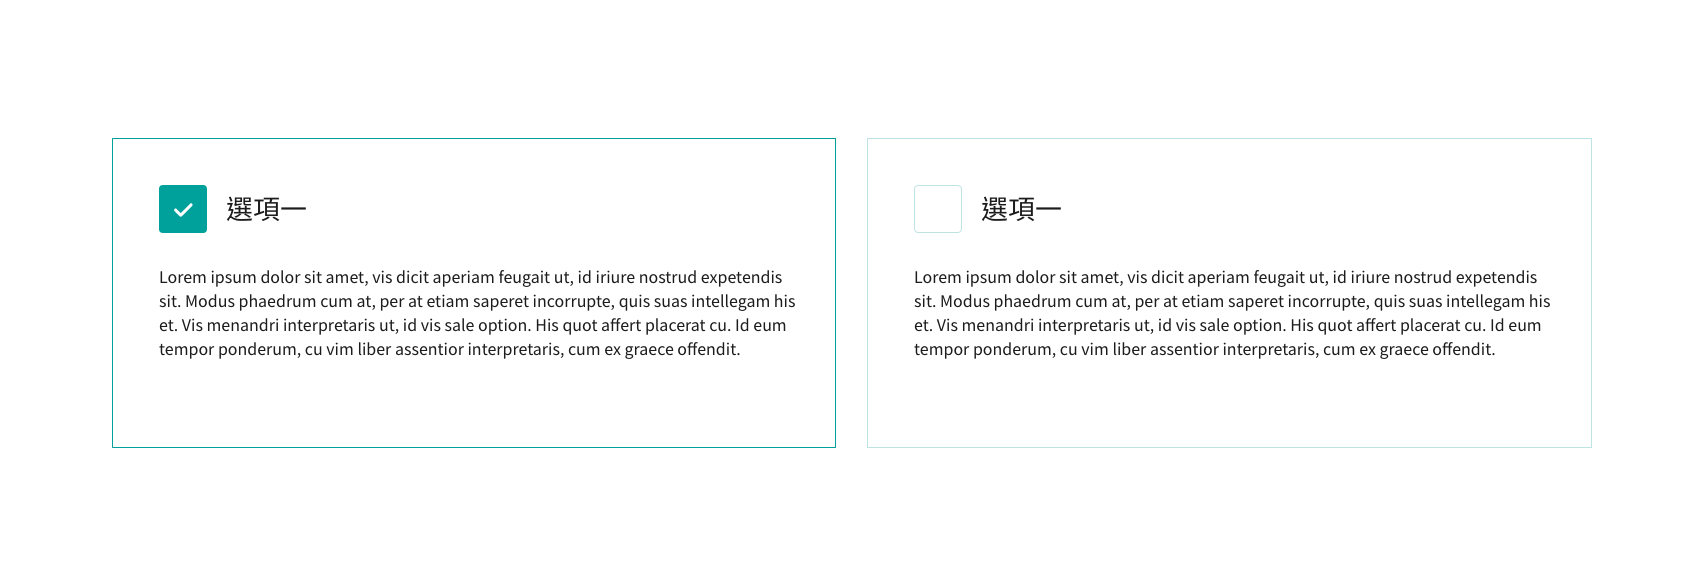 選項一
Lorem ipsum dolor sit amet, vis dicit aperiam feugait ut, id iriure nostrud expetendis
sit. Modus phaedrum cum at, per at etiam saperet incorrupte, quis suas intellegam his
et. Vis menandri interpretaris ut, id vis sale option. His quot affert placerat cu. Id eum
tempor ponderum, cu vim liber assentior interpretaris, cum ex graece offendit.
選項一
Lorem ipsum dolor sit amet, vis dicit aperiam feugait ut, id iriure nostrud expetendis
sit. Modus phaedrum cum at, per at etiam saperet incorrupte, quis suas intellegam his
et. Vis menandri interpretaris ut, id vis sale option. His quot affert placerat cu. Id eum
tempor ponderum, cu vim liber assentior interpretaris, cum ex graece offendit.